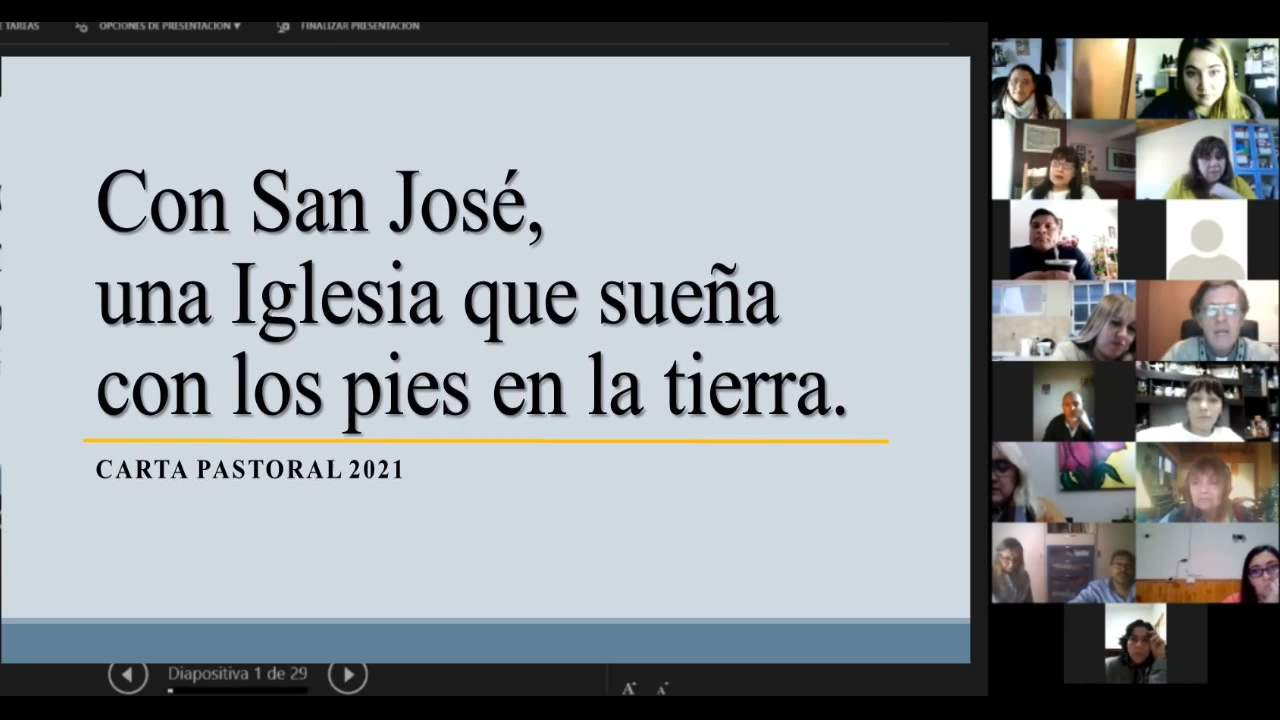 E TAREAS
OPCIONES DE PRESENTACIÓN
FINALIZAR PRESENTACIÓN
Con San José,
una Iglesia que sueña
con los pies en la tierra.
CARTA PASTORAL 2021
Diapositiva 1 de 29
A A